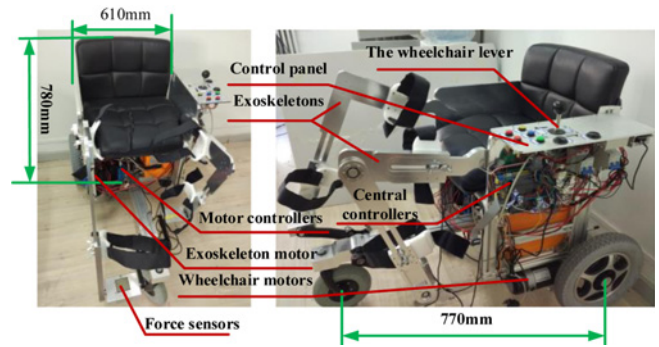 610mm
780mm
The wheelchair lever
Control panel
Exoskeletons
Central
controllers
Motor controllers
Exoskeleton motor
Wheelchair motors
Force sensors
770mm